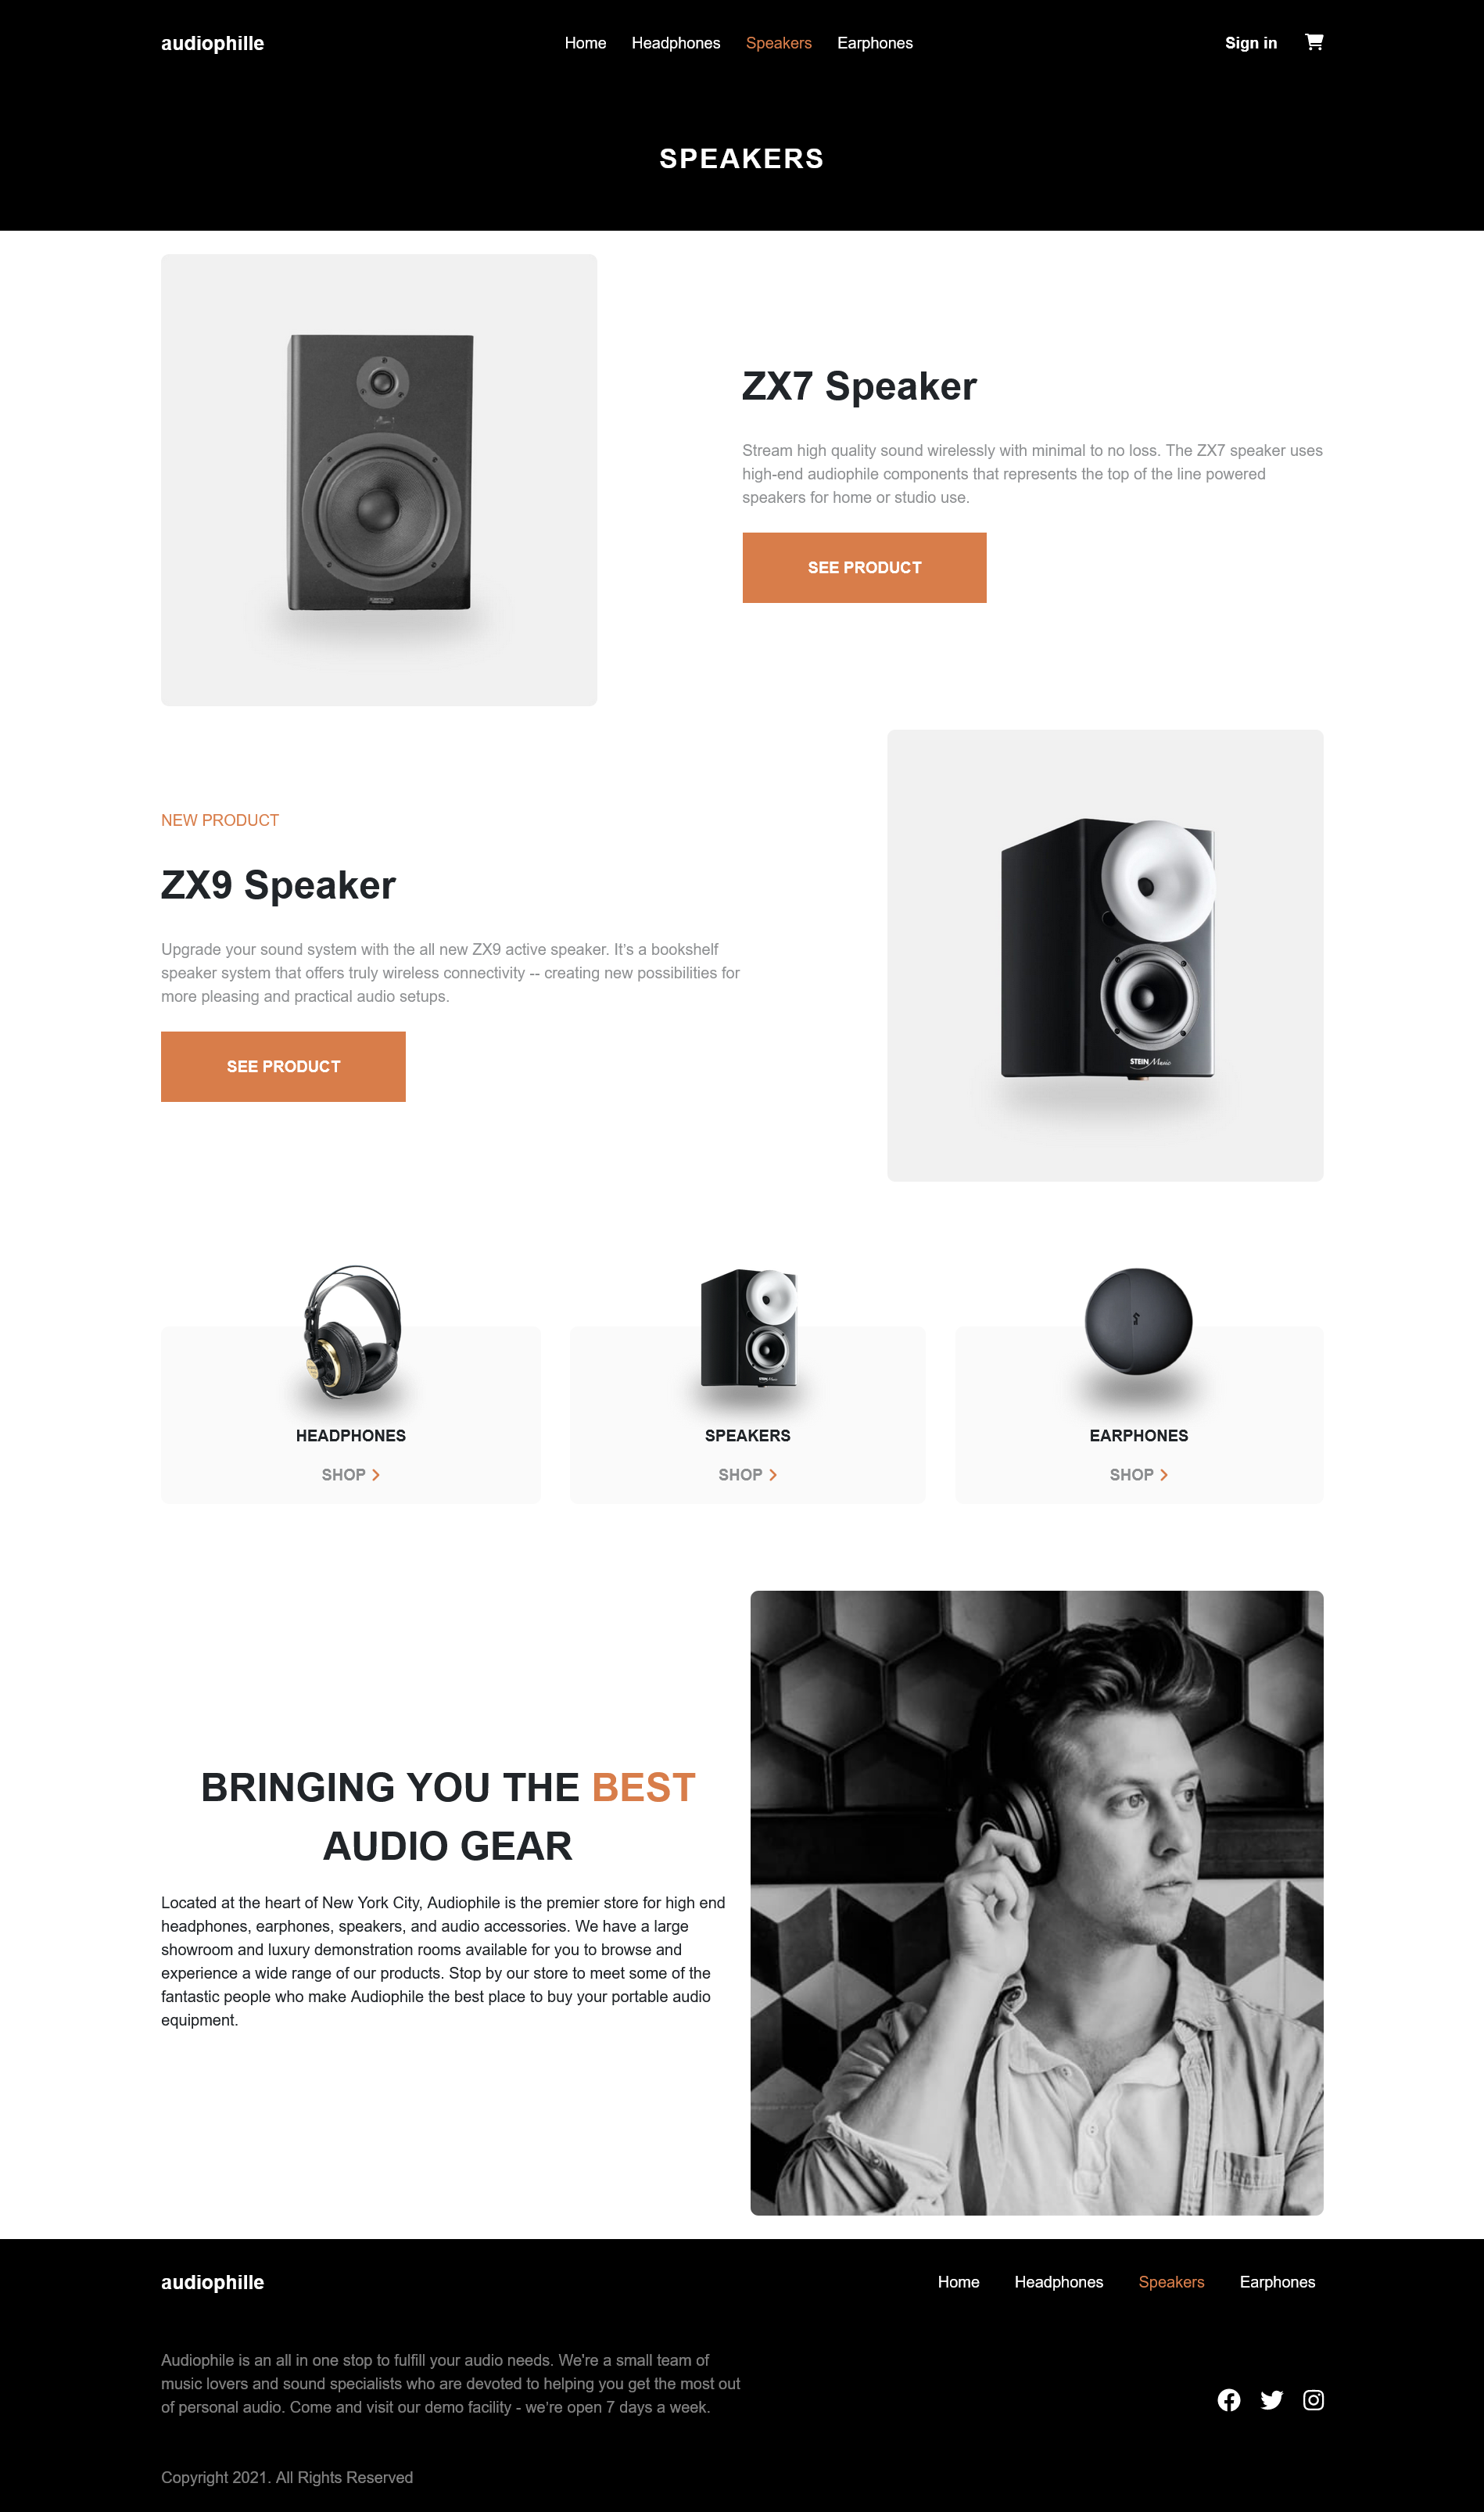 audiophille
Home Headphones Speakers Earphones
Sign in
SPEAKERS
ZX7 Speaker
Stream high quality sound wirelessly with minimal to no loss. The ZX7 speaker uses
high-end audiophile components that represents the top of the line powered
speakers for home or studio use.
SEE PRODUCT
NEW PRODUCT
ZX9 Speaker
Upgrade your sound system with the all new ZX9 active speaker. It's a bookshelf
speaker system that offers truly wireless connectivity -- creating new possibilities for
more pleasing and practical audio setups.
SEE PRODUCT
STEIN Music
HEADPHONES
SHOP
SPEAKERS
SHOP
EARPHONES
SHOP
BRINGING YOU THE BEST
AUDIO GEAR
Located at the heart of New York City, Audiophile is the premier store for high end
headphones, earphones, speakers, and audio accessories. We have a large
showroom and luxury demonstration rooms available for you to browse and
experience a wide range of our products. Stop by our store to meet some of the
fantastic people who make Audiophile the best place to buy your portable audio
equipment.
audiophille
Home Headphones Speakers Earphones
Audiophile is an all in one stop to fulfill your audio needs. We're a small team of
music lovers and sound specialists who are devoted to helping you get the most out
of personal audio. Come and visit our demo facility - we're open 7 days a week.
Copyright 2021. All Rights Reserved